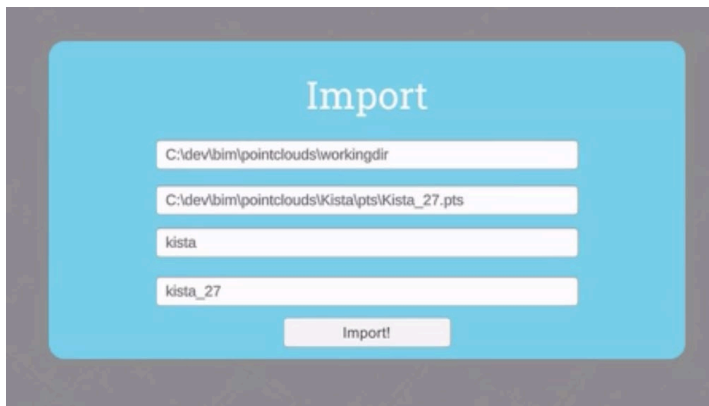 Import
C:\dev\bim\pointclouds\workingdir
C:\dev\bim\pointclouds\Kista\pts\Kista_27.pts
kista
kista_27
Import!